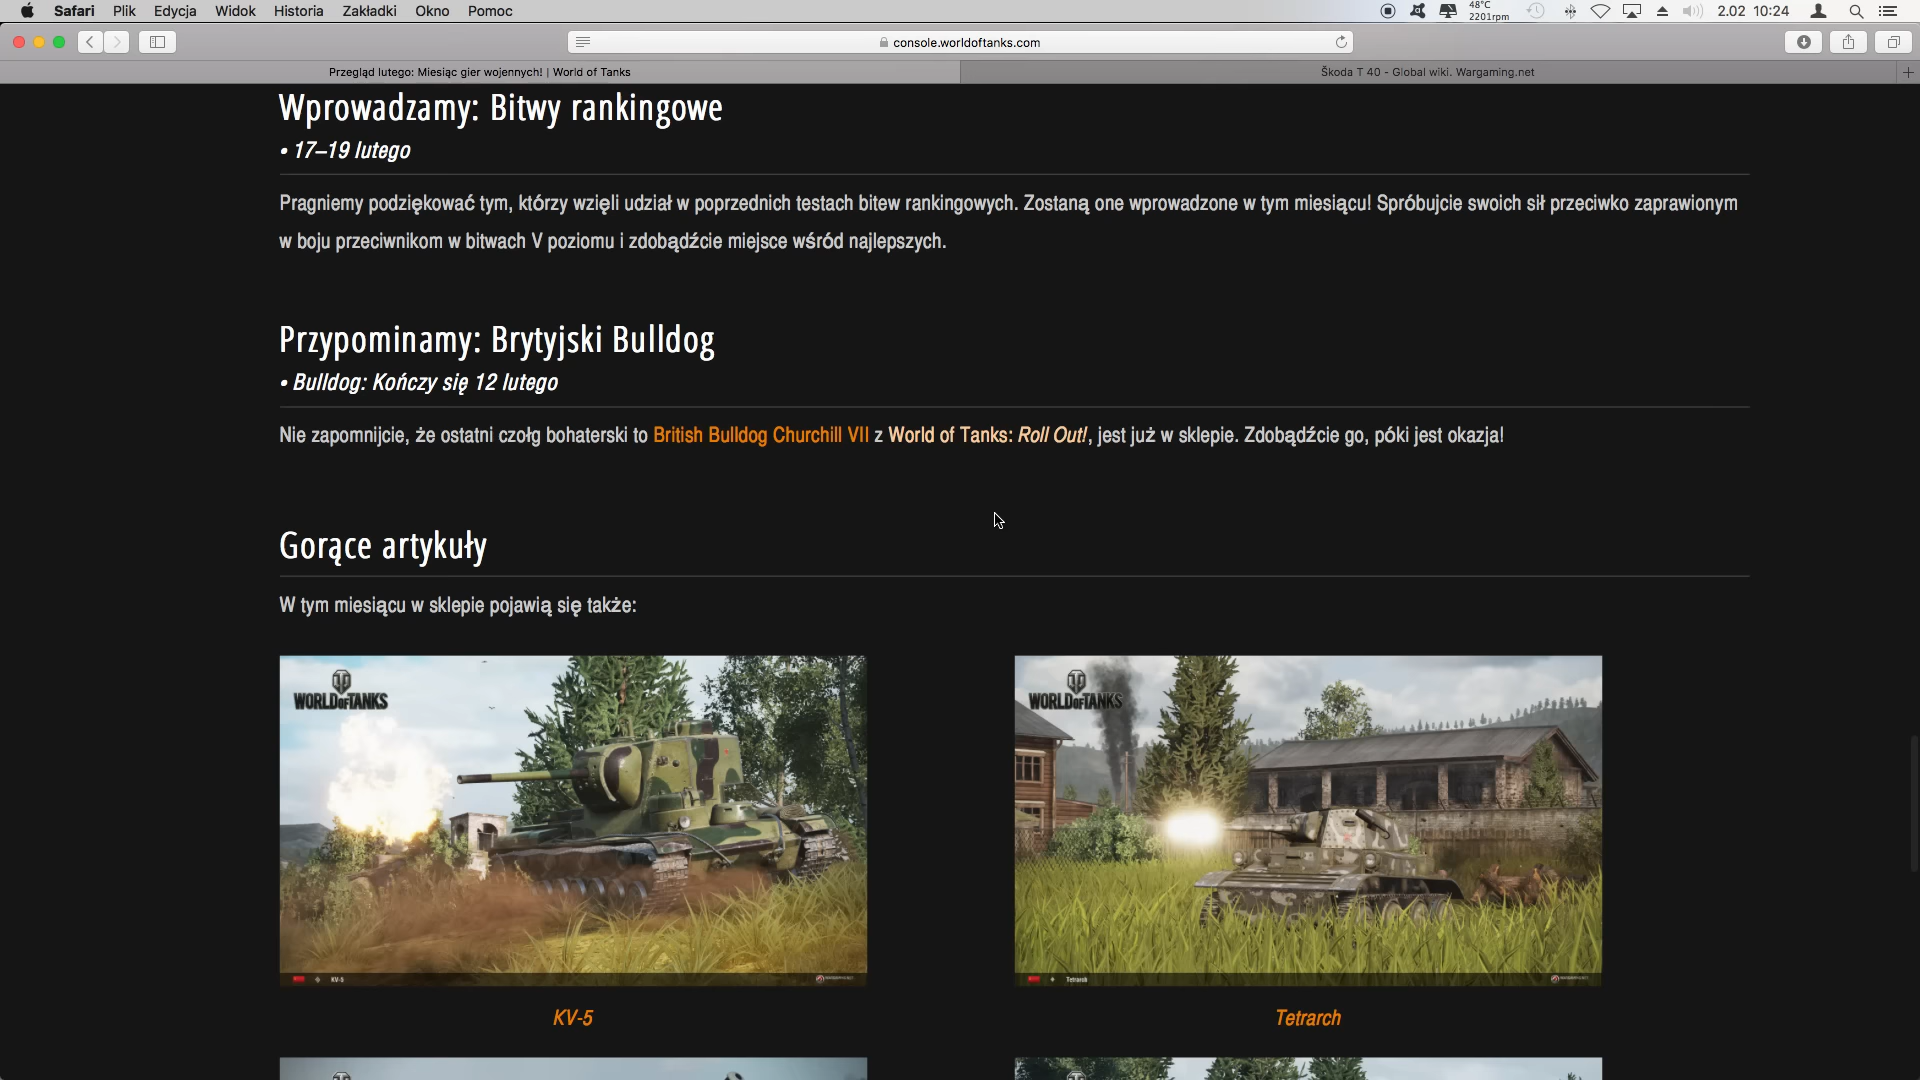 Safari Plik Edycja Widok Historia Zakładki Okno Pomoc
48°C
2201rpm
2.02 10:24
console.worldoftanks.com
Przegląd lutego: Miesiąc gier wojennych! | World of Tanks
Škoda T 40 - Global wiki. Wargaming.net
Wprowadzamy: Bitwy rankingowe
• 17–19 lutego
Pragniemy podziękować tym, którzy wzięli udział w poprzednich testach bitew rankingowych. Zostaną one wprowadzone w tym miesiącu! Spróbujcie swoich sił przeciwko zaprawionym
w boju przeciwnikom w bitwach V poziomu i zdobądźcie miejsce wśród najlepszych.
Przypominamy: Brytyjski Bulldog
• Bulldog: Kończy się 12 lutego
Nie zapomnijcie, że ostatni czołg bohaterski to British Bulldog Churchill VII z World of Tanks: Roll Out!, jest już w sklepie. Zdobądźcie go, póki jest okazja!
Gorące artykuły
W tym miesiącu w sklepie pojawią się także:
WORLD OF TANKS
WORLD OF TANKS
KV-5
Tetrarch
KV-5
Tetrarch